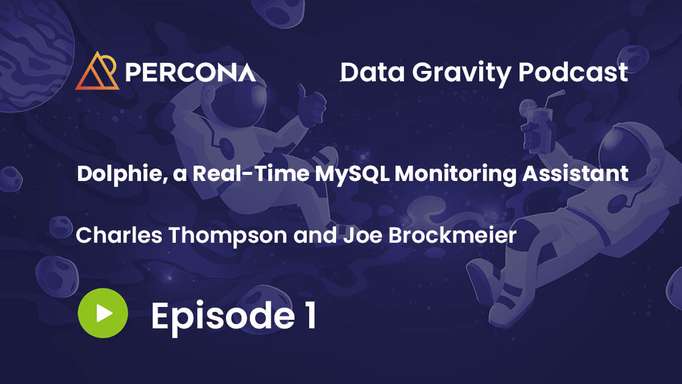 PERCONA
Data Gravity Podcast
Dolphie, a Real-Time MySQL Monitoring Assistant
Charles Thompson and Joe Brockmeier
Episode 1